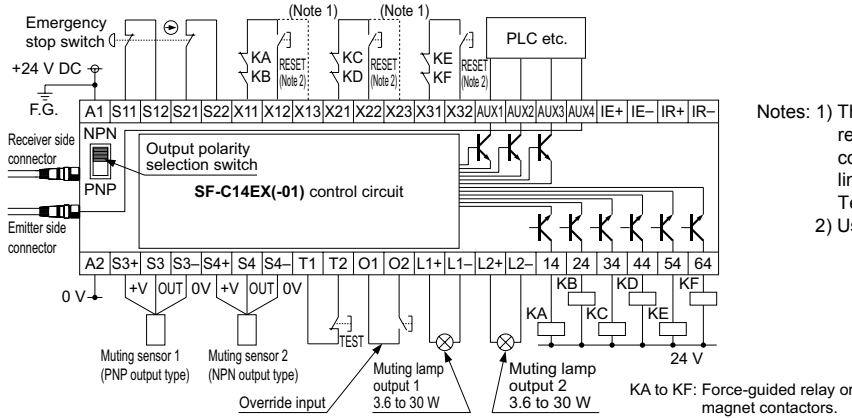 Emergency
stop switch
+24 V DC
F.G.
(Note 1)
(Note 1)
KA
KB
RESET
(Note 2)
KC
KD
RESET
(Note 2)
KE
KF
RESET
(Note 2)
PLC etc.
A1 S11 S12 S21 S22 X11 X12 X13 X21 X22 X23 X31 X32 AUX1 AUX2 AUX3 AUX4 IE+ IE– IR+ IR–
Receiver side
connector
NPN
PNP
Output polarity
selection switch
SF-C14EX(-01) control circuit
Emitter side
connector
A2 S3+ S3 S3– S4+ S4 S4– T1 T2 O1 O2 L1+ L1– L2+ L2– 14 24 34 44 54 64
0 V
+V OUT 0V
+V OUT 0V
Muting sensor 1
(PNP output type)
Muting sensor 2
(NPN output type)
TEST
Override input
Muting lamp
output 1
3.6 to 30 W
Muting lamp
output 2
3.6 to 30 W
KB KD KF
KA KC KE
24 V
KA to KF: Force-guided relay or
magnet contactors.
Notes: 1) Th
re
co
lin
Te
2) Us